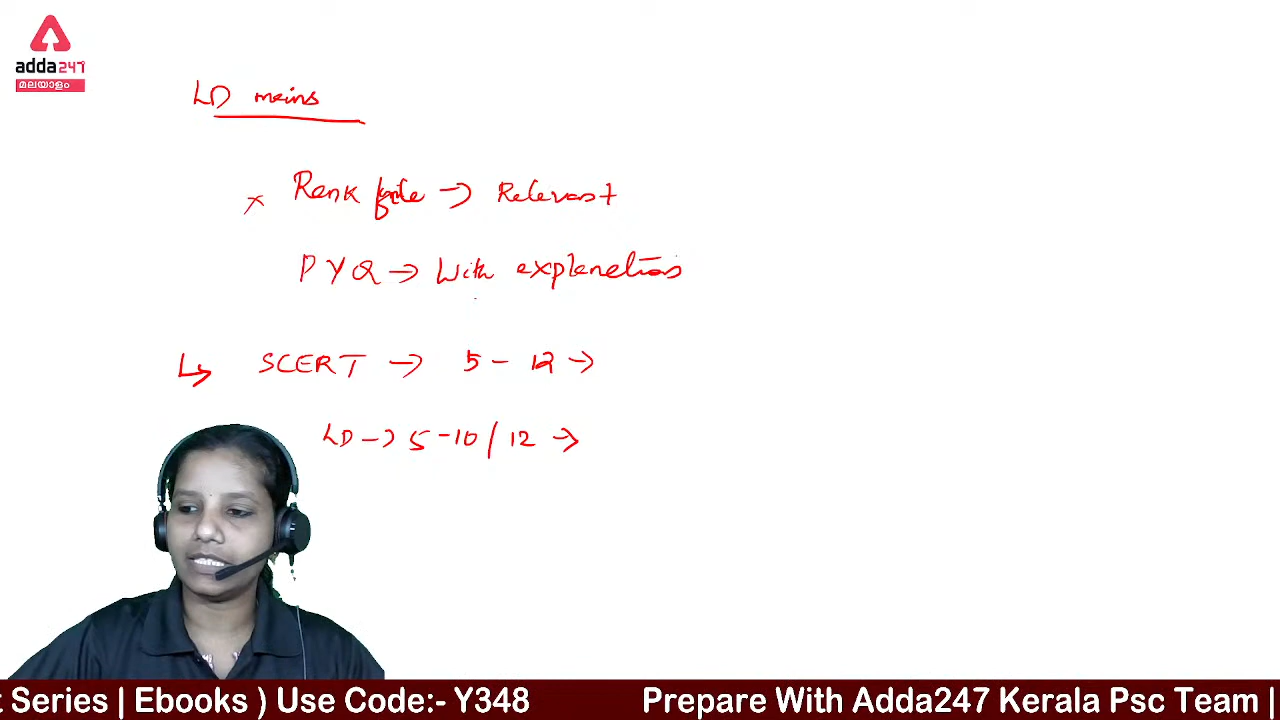 adda247
മലയാളം
LD mains
x Rank file → Relevant
PYQ → With explanations
↳ SCERT → 5 - 12 →
LD → 5 - 10 / 12 →
t Series | Ebooks ) Use Code:- Y348 Prepare With Adda247 Kerala Psc Team |